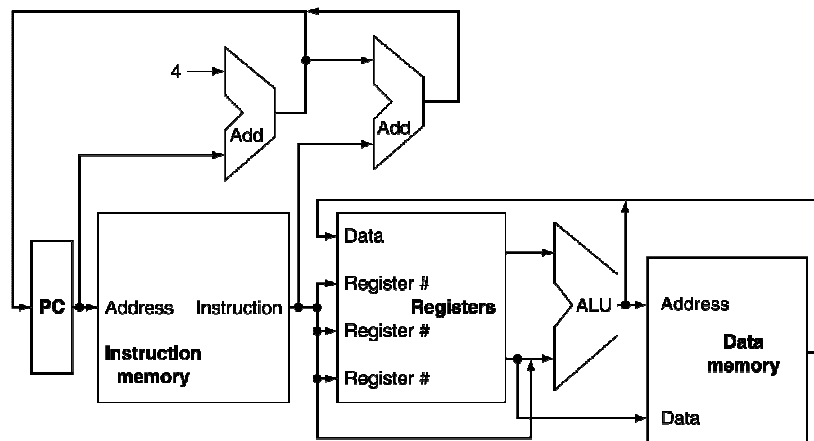 4
Add
Add
Data
Register #
Registers
Register #
Register #
PC
Address
Instruction
Instruction
memory
ALU
Address
Data
memory
Data